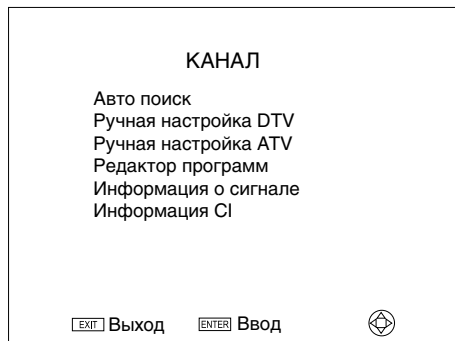 КАНАЛ
Авто поиск
Ручная настройка DTV
Ручная настройка ATV
Редактор программ
Информация о сигнале
Информация CI
EXIT Выход ENTER Ввод